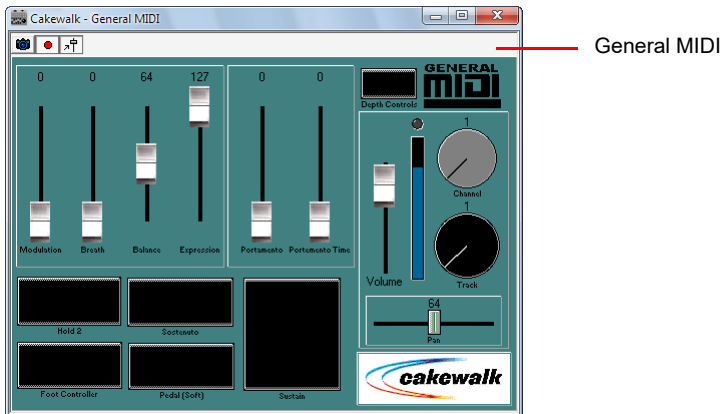 Cakewalk - General MIDI
General MIDI
0 0 64 127 0 0
GENERAL
MIDI
Depth Controls
1
Channel
1
Track
Modulation Breath Balance Expression Portamento Portemento Time
Volume
64
Pan
Hold 2 Sostenuto
Foot Controller Pedal (Soft) Sustain
cakewalk